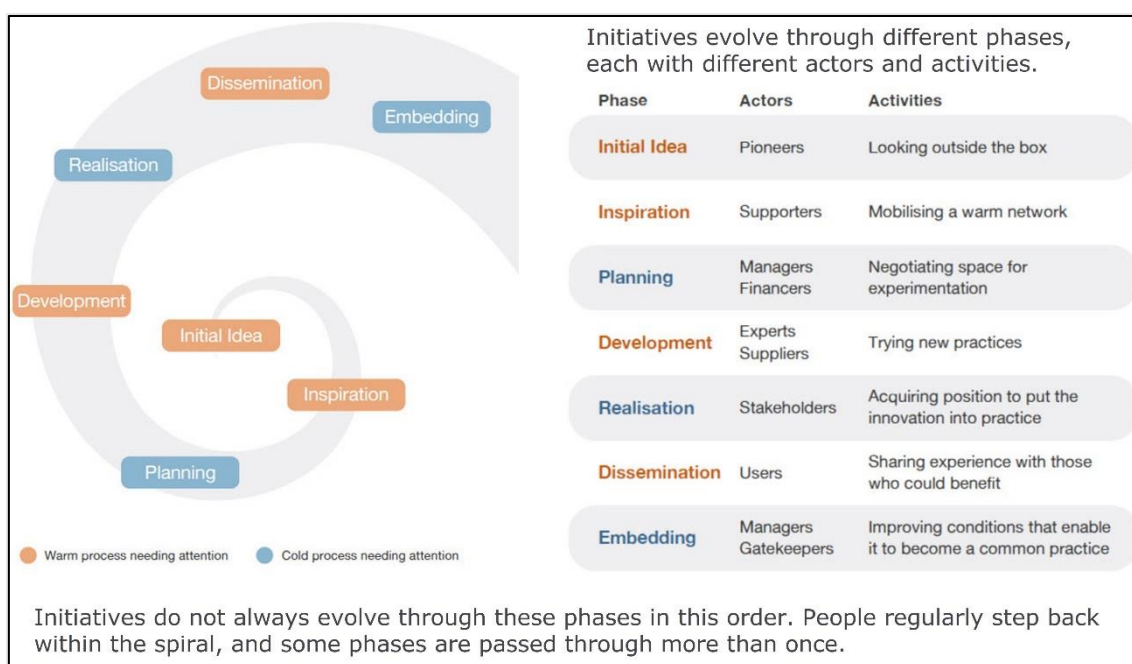 Dissemination
Embedding
Realisation
Development
Initial Idea
Inspiration
Planning
Warm process needing attention
Cold process needing attention
Initiatives evolve through different phases,
each with different actors and activities.
Phase Actors Activities
Initial Idea Pioneers Looking outside the box
Inspiration Supporters Mobilising a warm network
Planning Managers Financers Negotiating space for experimentation
Development Experts Suppliers Trying new practices
Realisation Stakeholders Acquiring position to put the innovation into practice
Dissemination Users Sharing experience with those who could benefit
Embedding Managers Gatekeepers Improving conditions that enable it to become a common practice
Initiatives do not always evolve through these phases in this order. People regularly step back
within the spiral, and some phases are passed through more than once.